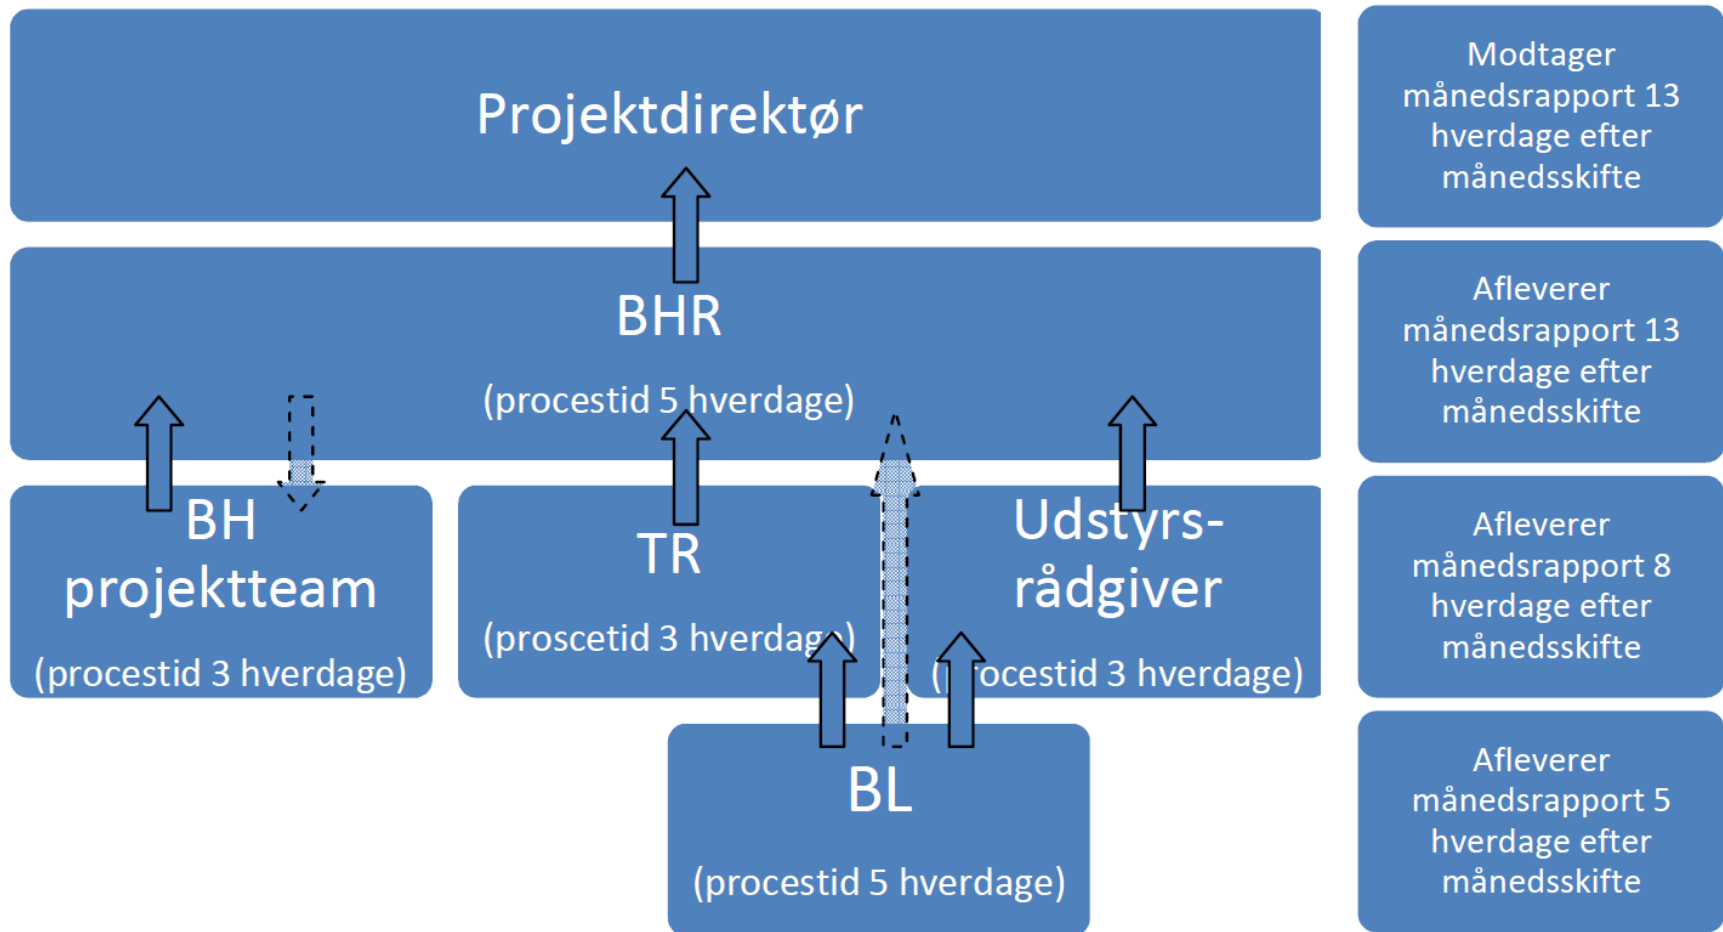 Projektdirektør
Modtager
månedsrapport 13
hverdage efter
månedsskifte
BHR
(procestid 5 hverdage)
Afleverer
månedsrapport 13
hverdage efter
månedsskifte
BH
projektteam
(procestid 3 hverdage)
TR
(proscetid 3 hverdage)
Udstyrs-
rådgiver
(procestid 3 hverdage)
Afleverer
månedsrapport 8
hverdage efter
månedsskifte
BL
(procestid 5 hverdage)
Afleverer
månedsrapport 5
hverdage efter
månedsskifte